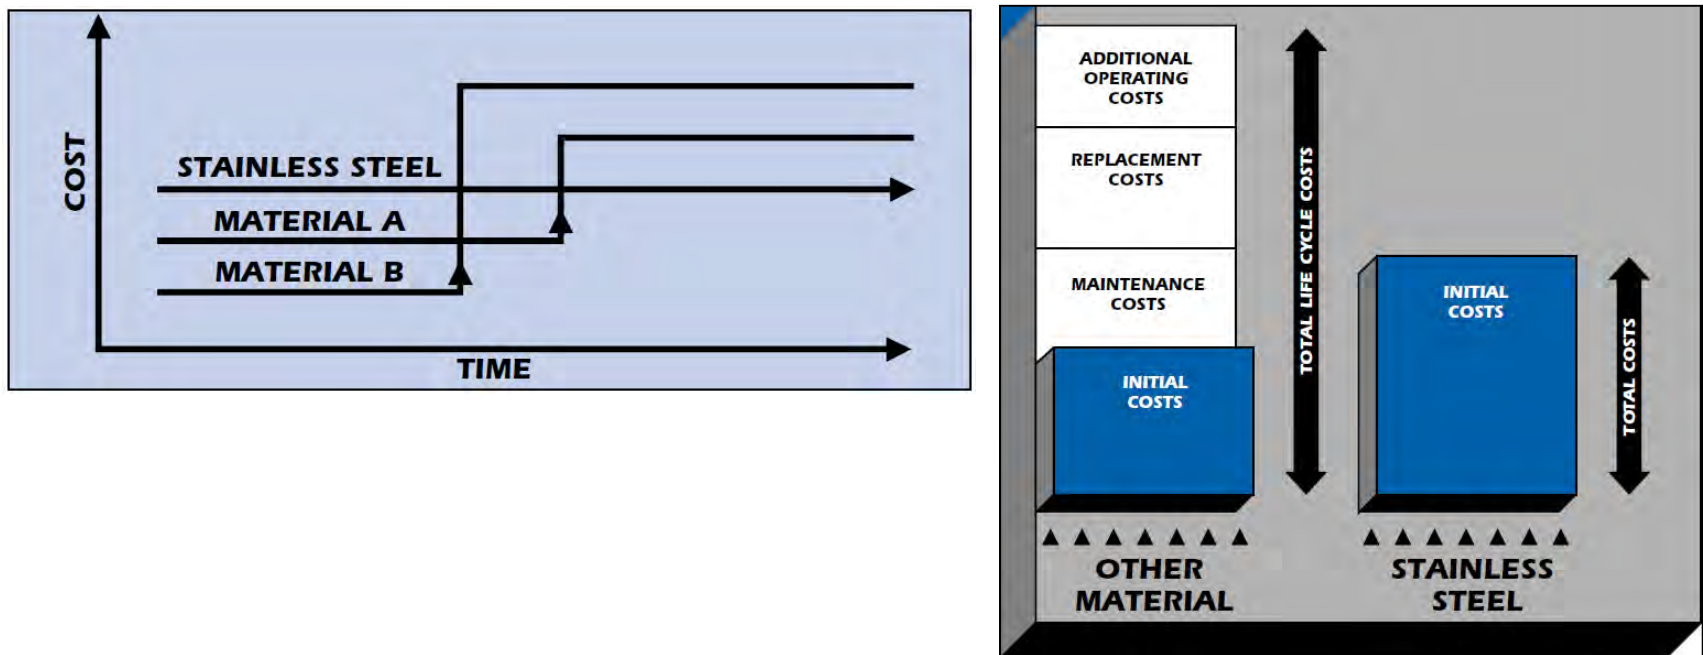 COST
STAINLESS STEEL
MATERIAL A
MATERIAL B
TIME
ADDITIONAL
OPERATING
COSTS
REPLACEMENT
COSTS
MAINTENANCE
COSTS
INITIAL
COSTS
TOTAL LIFE CYCLE COSTS
INITIAL
COSTS
TOTAL COSTS
OTHER
MATERIAL
STAINLESS
STEEL